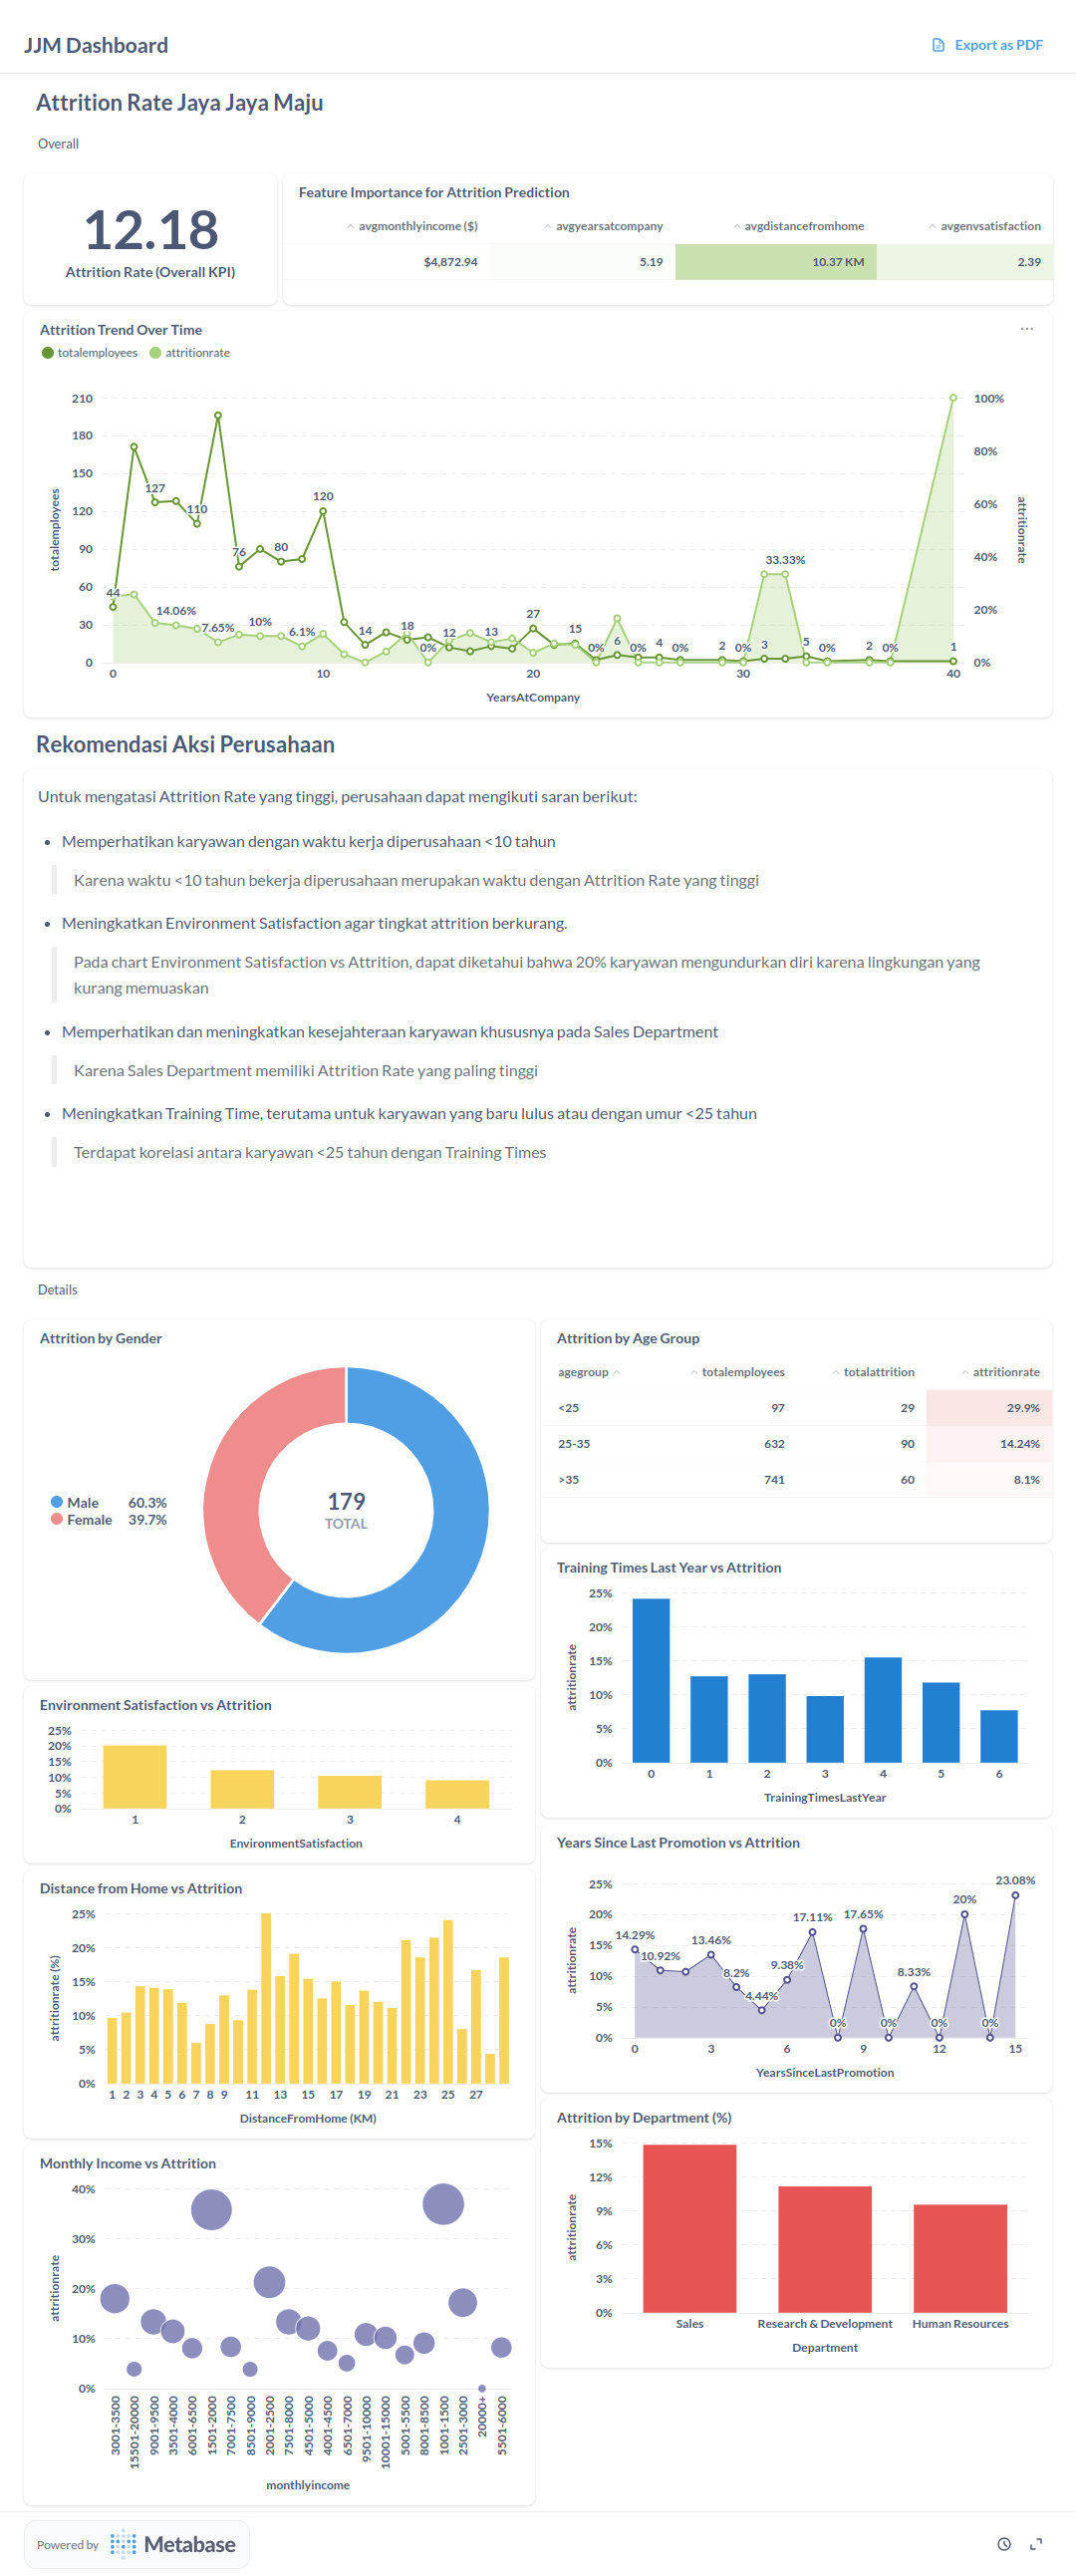 JJM Dashboard
Export as PDF
Attrition Rate Jaya Jaya Maju
Overall
12.18
Attrition Rate (Overall KPI)
Feature Importance for Attrition Prediction
avgmonthlyincome ($) avgyearsatcompany avgdistancefromhome avgenvsatisfaction
$4,872.94 5.19 10.37 KM 2.39
Attrition Trend Over Time
totalemployees attritionrate
210 180 150 120 90 60 30 0
totalemployees
44 127 110 76 80 120 14 18 12 13 27 15 6 4 2 3 5 2 1
14.06% 7.65% 10% 6.1% 0% 0% 0% 0% 0% 33.33% 0% 0%
100% 80% 60% 40% 20% 0%
attritionrate
0 10 20 30 40
YearsAtCompany
Rekomendasi Aksi Perusahaan
Untuk mengatasi Attrition Rate yang tinggi, perusahaan dapat mengikuti saran berikut:
• Memperhatikan karyawan dengan waktu kerja diperusahaan <10 tahun
Karena waktu <10 tahun bekerja diperusahaan merupakan waktu dengan Attrition Rate yang tinggi
• Meningkatkan Environment Satisfaction agar tingkat attrition berkurang.
Pada chart Environment Satisfaction vs Attrition, dapat diketahui bahwa 20% karyawan mengundurkan diri karena lingkungan yang
kurang memuaskan
• Memperhatikan dan meningkatkan kesejahteraan karyawan khususnya pada Sales Department
Karena Sales Department memiliki Attrition Rate yang paling tinggi
• Meningkatkan Training Time, terutama untuk karyawan yang baru lulus atau dengan umur <25 tahun
Terdapat korelasi antara karyawan <25 tahun dengan Training Times
Details
Attrition by Gender
Male 60.3%
Female 39.7%
179
TOTAL
Attrition by Age Group
agegroup totalemployees totalattrition attritionrate
<25 97 29 29.9%
25-35 632 90 14.24%
>35 741 60 8.1%
Training Times Last Year vs Attrition
25% 20% 15% 10% 5% 0%
attritionrate
0 1 2 3 4 5 6
TrainingTimesLastYear
Environment Satisfaction vs Attrition
25% 20% 15% 10% 5% 0%
1 2 3 4
EnvironmentSatisfaction
Years Since Last Promotion vs Attrition
25% 20% 15% 10% 5% 0%
attritionrate
14.29% 10.92% 13.46% 8.2% 4.44% 9.38% 17.11% 0% 17.65% 0% 8.33% 0% 20% 0% 23.08%
0 3 6 9 12 15
YearsSinceLastPromotion
Distance from Home vs Attrition
25% 20% 15% 10% 5% 0%
attritionrate (%)
1 2 3 4 5 6 7 8 9 11 13 15 17 19 21 23 25 27
DistanceFromHome (KM)
Attrition by Department (%)
15% 12% 9% 6% 3% 0%
attritionrate
Sales Research & Development Human Resources
Department
Monthly Income vs Attrition
40% 30% 20% 10% 0%
attritionrate
3001-3500 15501-20000 9001-9500 3501-4000 6001-6500 1501-2000 7001-7500 8501-9000 2001-2500 7501-8000 4501-5000 4001-4500 6501-7000 9501-10000 10001-15000 5001-5500 8001-8500 1001-1500 2501-3000 20000+ 5501-6000
monthlyincome
Powered by Metabase